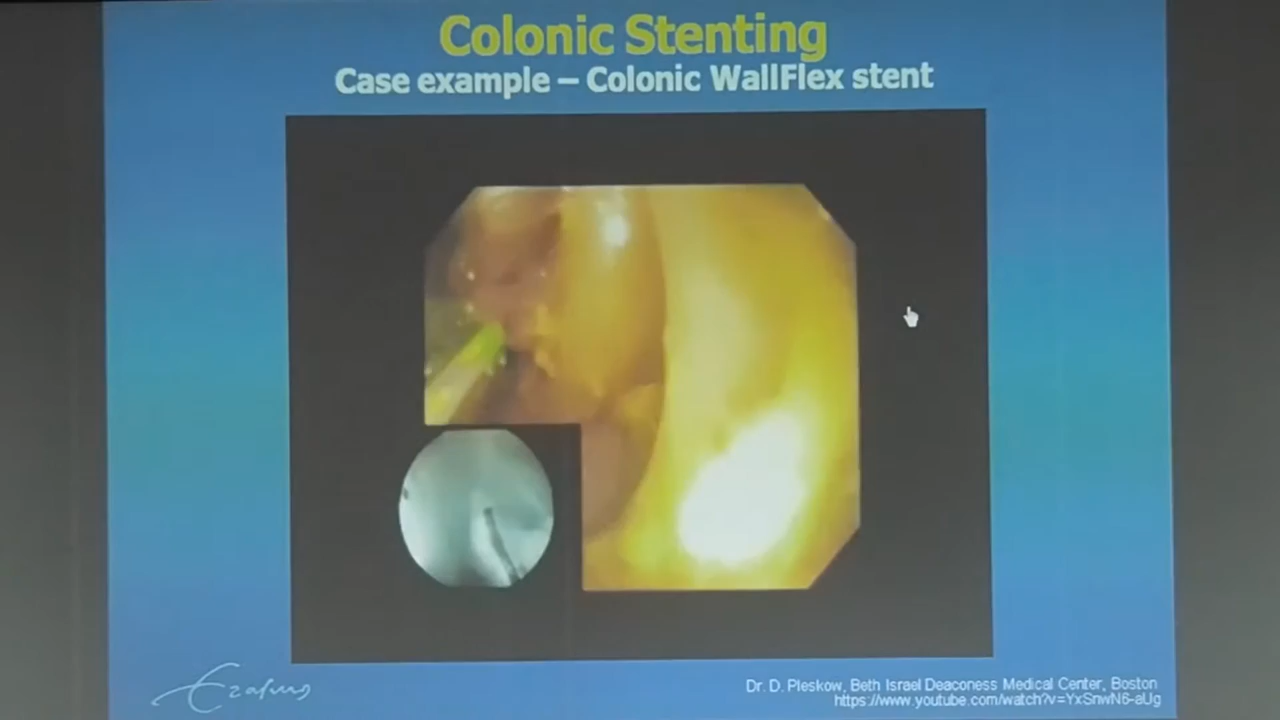 Colonic Stenting
Case example – Colonic WallFlex stent
Erasmus
Dr. D. Pleskow, Beth Israel Deaconess Medical Center, Boston
https://www.youtube.com/watch?v=YxSnwN6-aUg